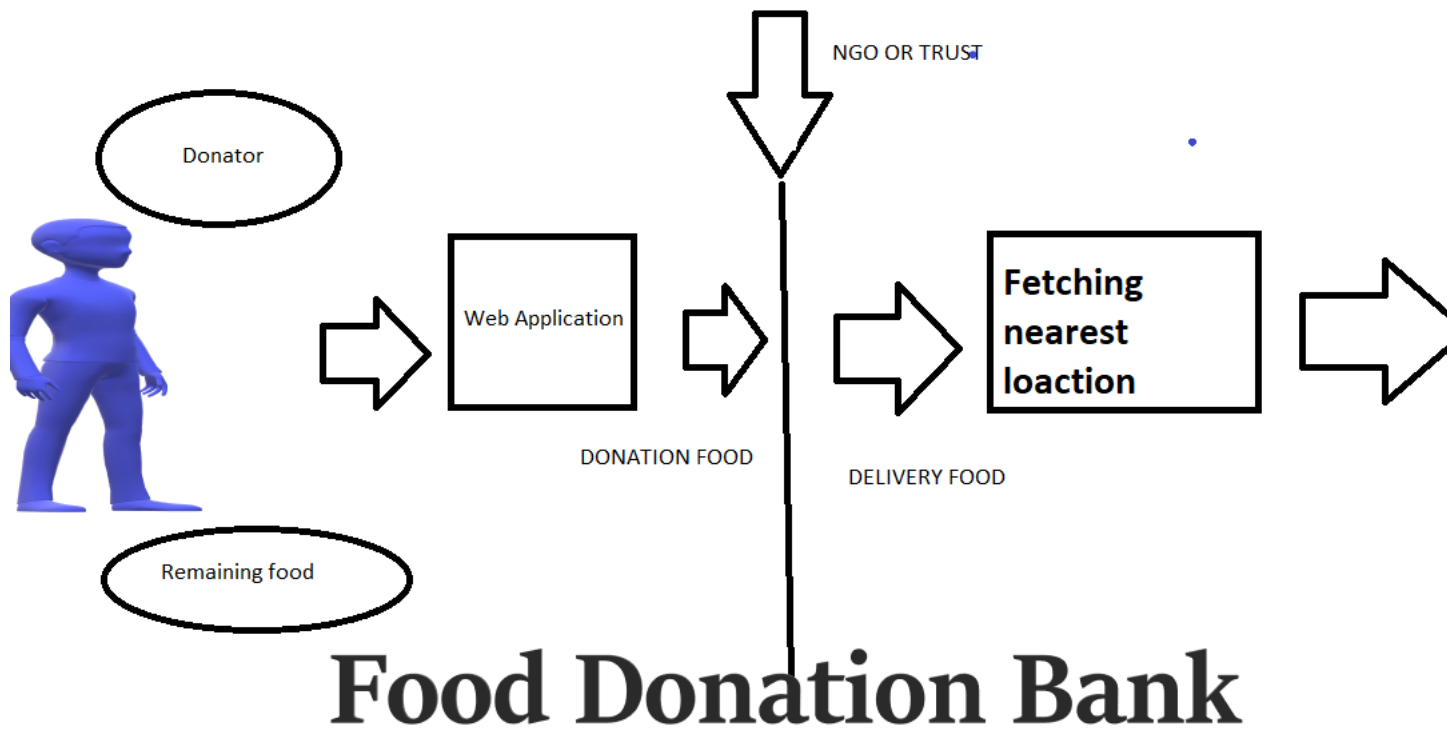 NGO OR TRUST
Donator
Web Application
Fetching
nearest
loaction
DONATION FOOD
DELIVERY FOOD
Remaining food
Food Donation Bank